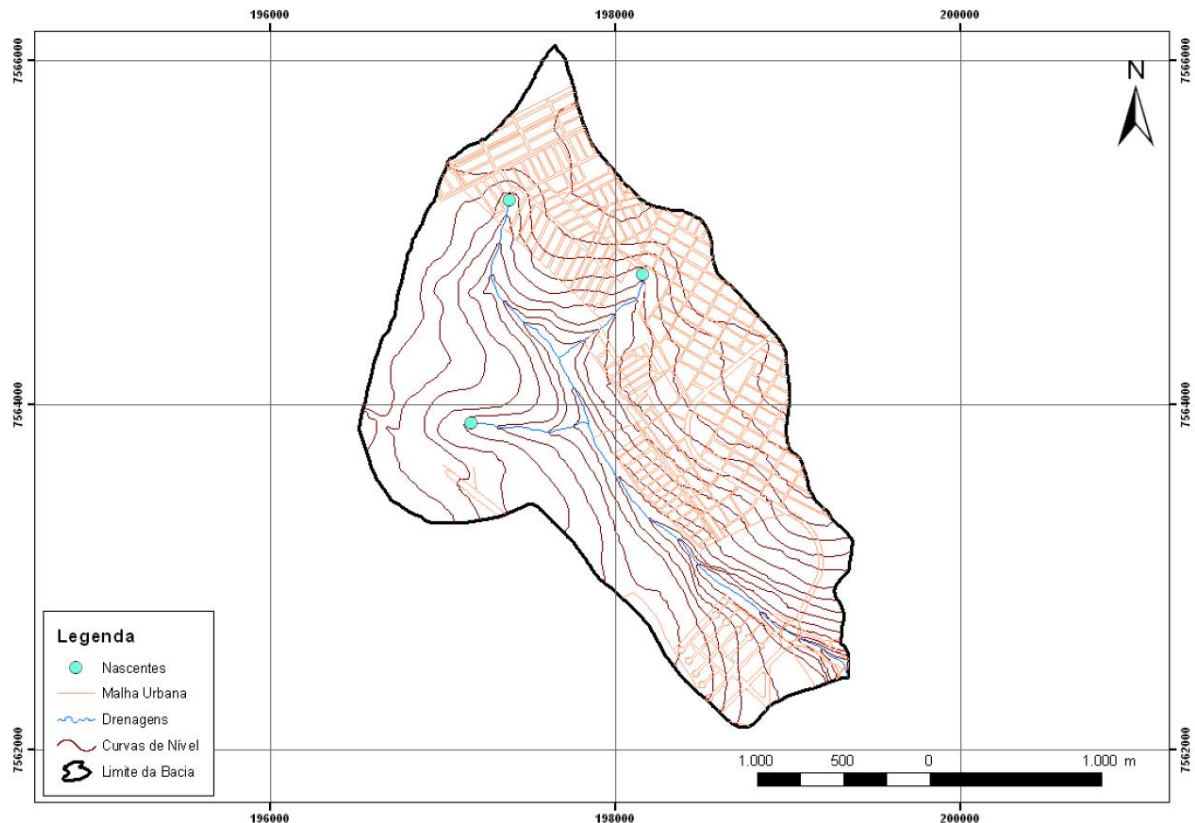 196000 198000 200000
7566000 7566000
N
7564000 7564000
Legenda
Nascentes
Malha Urbana
Drenagens
Curvas de Nível
Limite da Bacia
7562000 7562000
1.000 500 0 1.000 m
196000 198000 200000